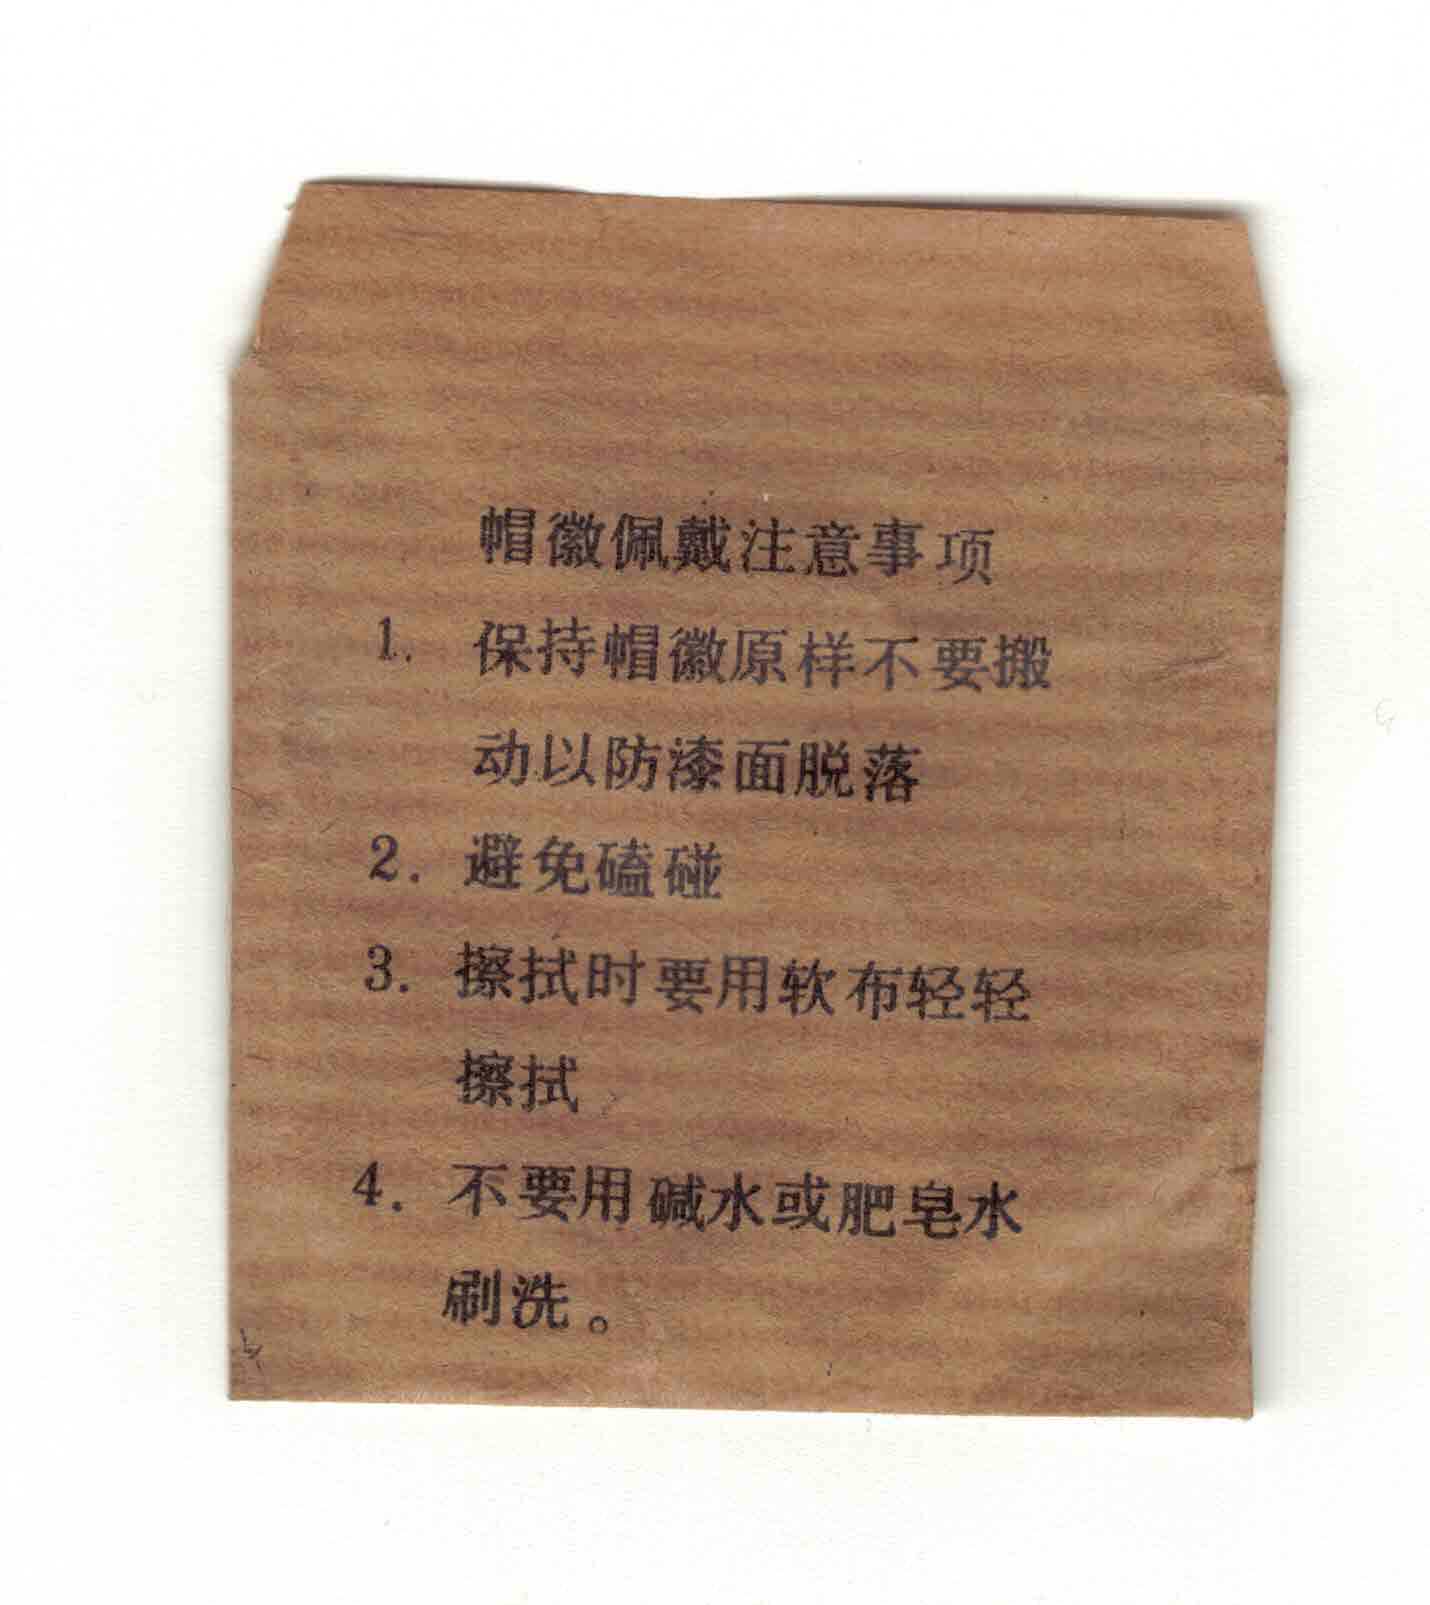 帽徽佩戴注意事项
1. 保持帽徽原样不要搬
动以防漆面脱落
2. 避免磕碰
3. 擦拭时要用软布轻轻
擦拭
4. 不要用碱水或肥皂水
刷洗。